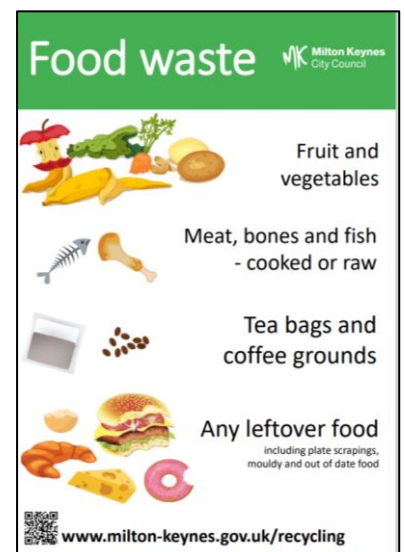 Food waste
Milton Keynes
City Council
Fruit and
vegetables
Meat, bones and fish
- cooked or raw
Tea bags and
coffee grounds
Any leftover food
including plate scrapings,
mouldy and out of date food
www.milton-keynes.gov.uk/recycling